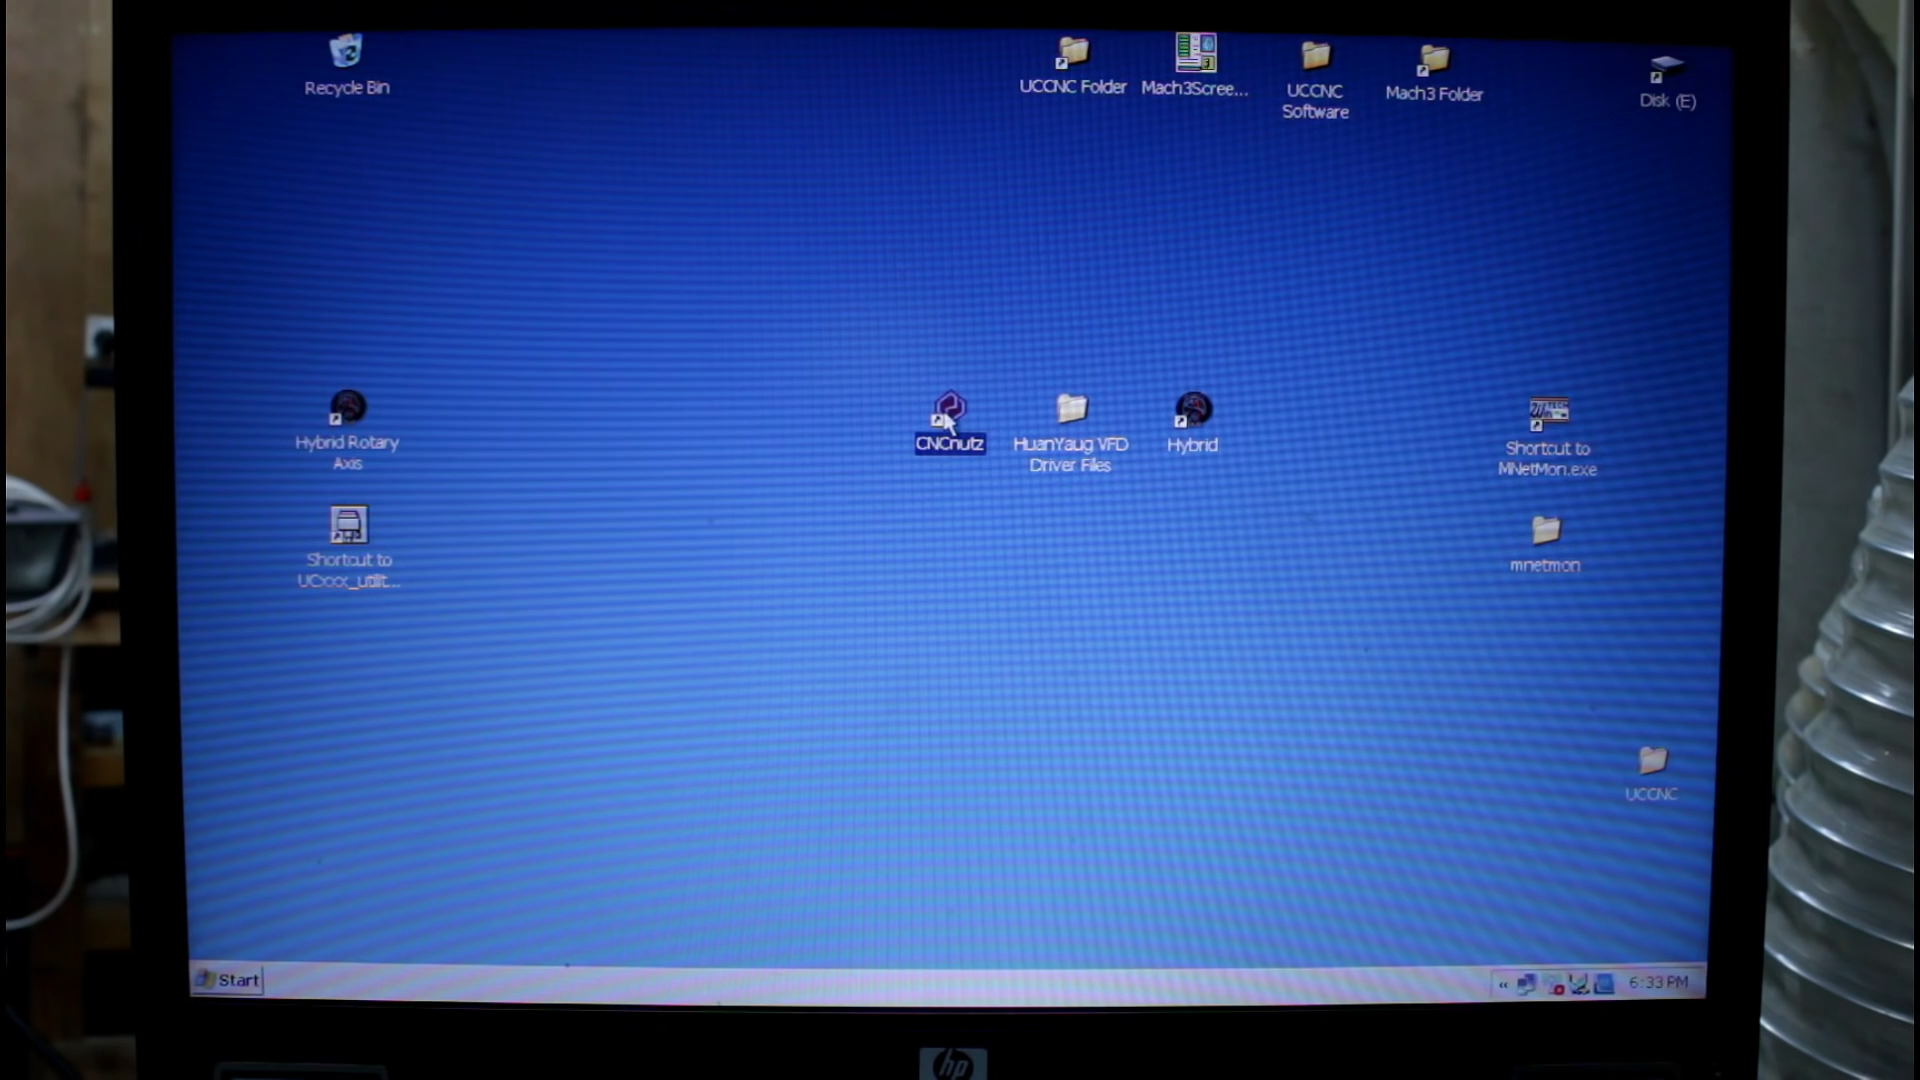 Recycle Bin
UCCNC Folder
Mach3Scree...
UCCNC
Software
Mach3 Folder
Disk (E)
Hybrid Rotary
Axis
CNCnutz
HuanYaug VFD
Driver Files
Hybrid
Shortcut to
MNetMon.exe
Shortcut to
UCxxx_utilit...
mnetmon
UCCNC
Start
«
6:33 PM
hp